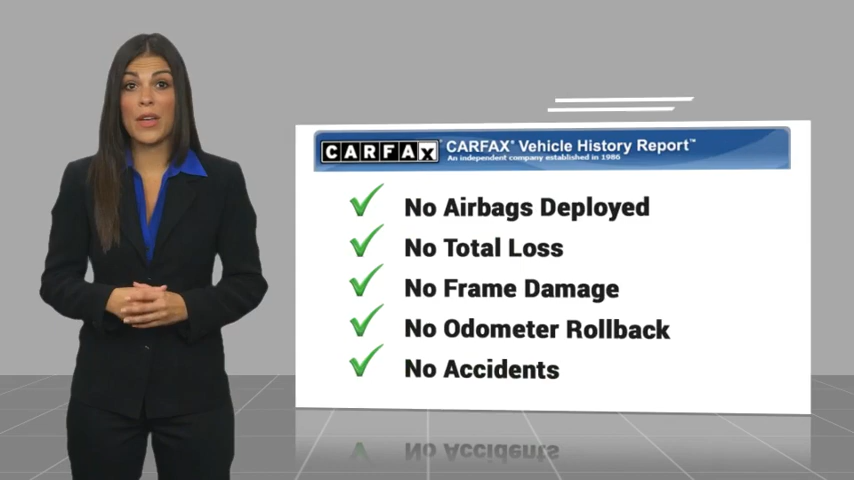 CARFAX CARFAX® Vehicle History Report™
An independent company established in 1986
No Airbags Deployed
No Total Loss
No Frame Damage
No Odometer Rollback
No Accidents
No Accidents